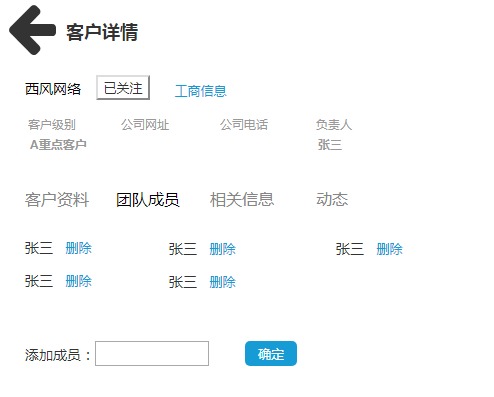 客户详情
西风网络 已关注 工商信息
客户级别 公司网址 公司电话 负责人
A重点客户 张三
客户资料 团队成员 相关信息 动态
张三 删除 张三 删除 张三 删除
张三 删除 张三 删除
添加成员： 确定